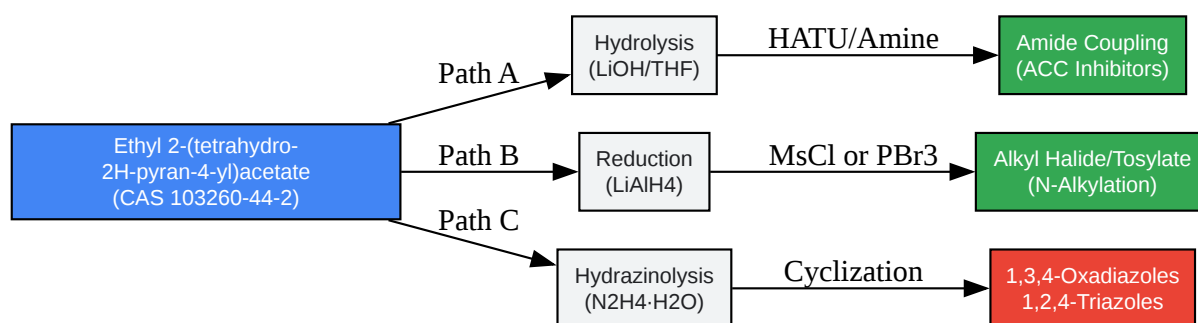 Path A
Hydrolysis
(LiOH/THF)
HATU/Amine
Amide Coupling
(ACC Inhibitors)
Ethyl 2-(tetrahydro-
2H-pyran-4-yl)acetate
(CAS 103260-44-2)
Path B
Reduction
(LiAlH4)
MsCl or PBr3
Alkyl Halide/Tosylate
(N-Alkylation)
Path C
Hydrazinolysis
(N2H4·H2O)
Cyclization
1,3,4-Oxadiazoles
1,2,4-Triazoles